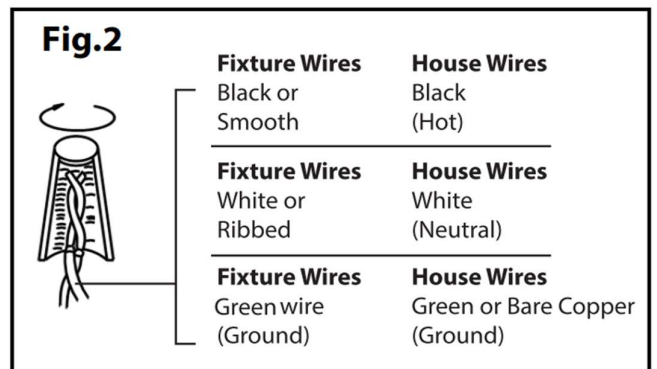 Fig.2
Fixture Wires House Wires
Black or Black
Smooth (Hot)
Fixture Wires House Wires
White or White
Ribbed (Neutral)
Fixture Wires House Wires
Green wire Green or Bare Copper
(Ground) (Ground)